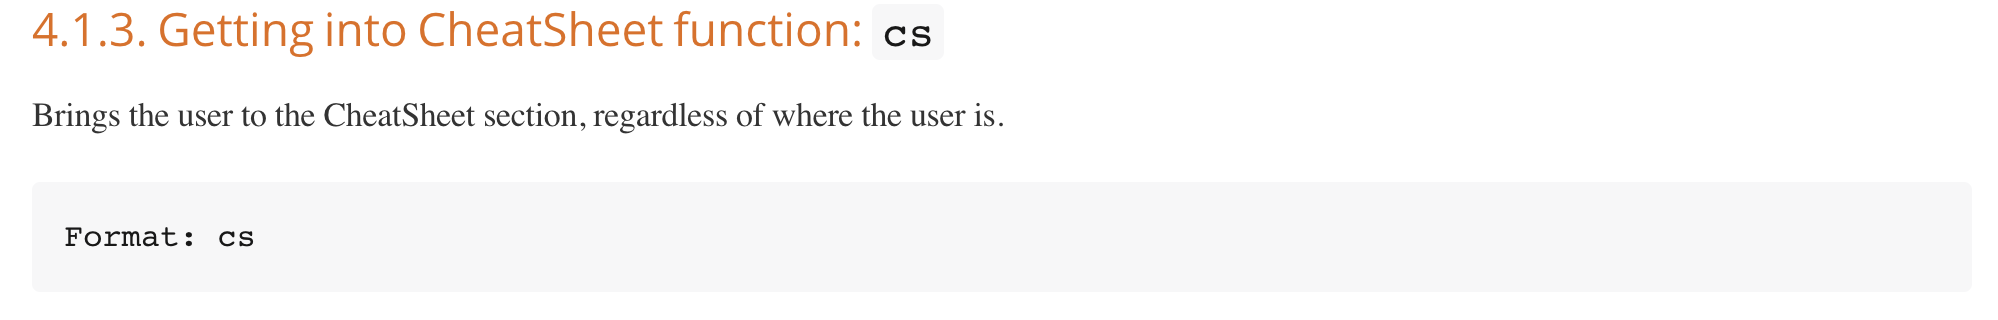 4.1.3. Getting into CheatSheet function: cs
Brings the user to the CheatSheet section, regardless of where the user is.
Format: cs